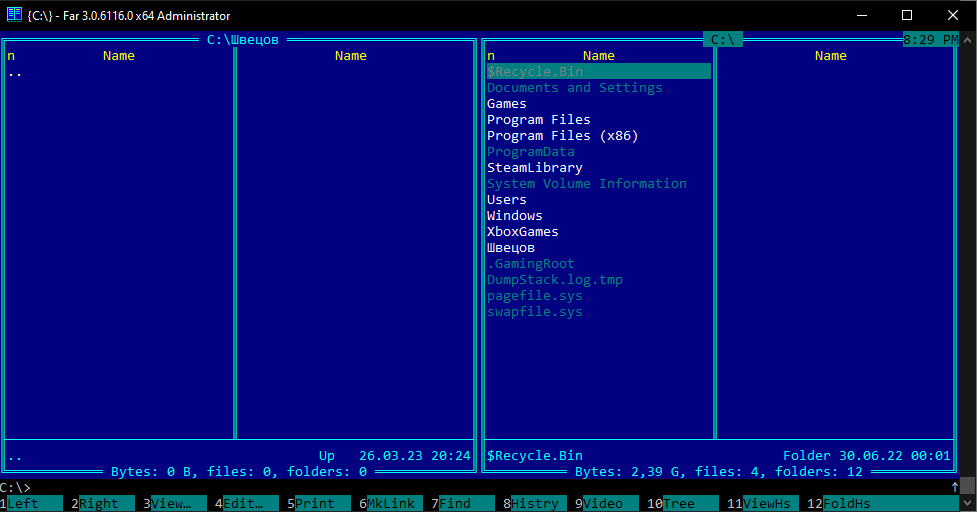 {C:\} - Far 3.0.6116.0 x64 Administrator
C:\Швецов
n Name Name
..
.. Up 26.03.23 20:24
Bytes: 0 B, files: 0, folders: 0
C:\ 8:29 PM
n Name Name
$Recycle.Bin
Documents and Settings
Games
Program Files
Program Files (x86)
ProgramData
SteamLibrary
System Volume Information
Users
Windows
XboxGames
Швецов
.GamingRoot
DumpStack.log.tmp
pagefile.sys
swapfile.sys
$Recycle.Bin Folder 30.06.22 00:01
Bytes: 2,39 G, files: 4, folders: 12
C:\>
1Left 2Right 3View… 4Edit… 5Print 6MkLink 7Find 8Histry 9Video 10Tree 11ViewHs 12FoldHs